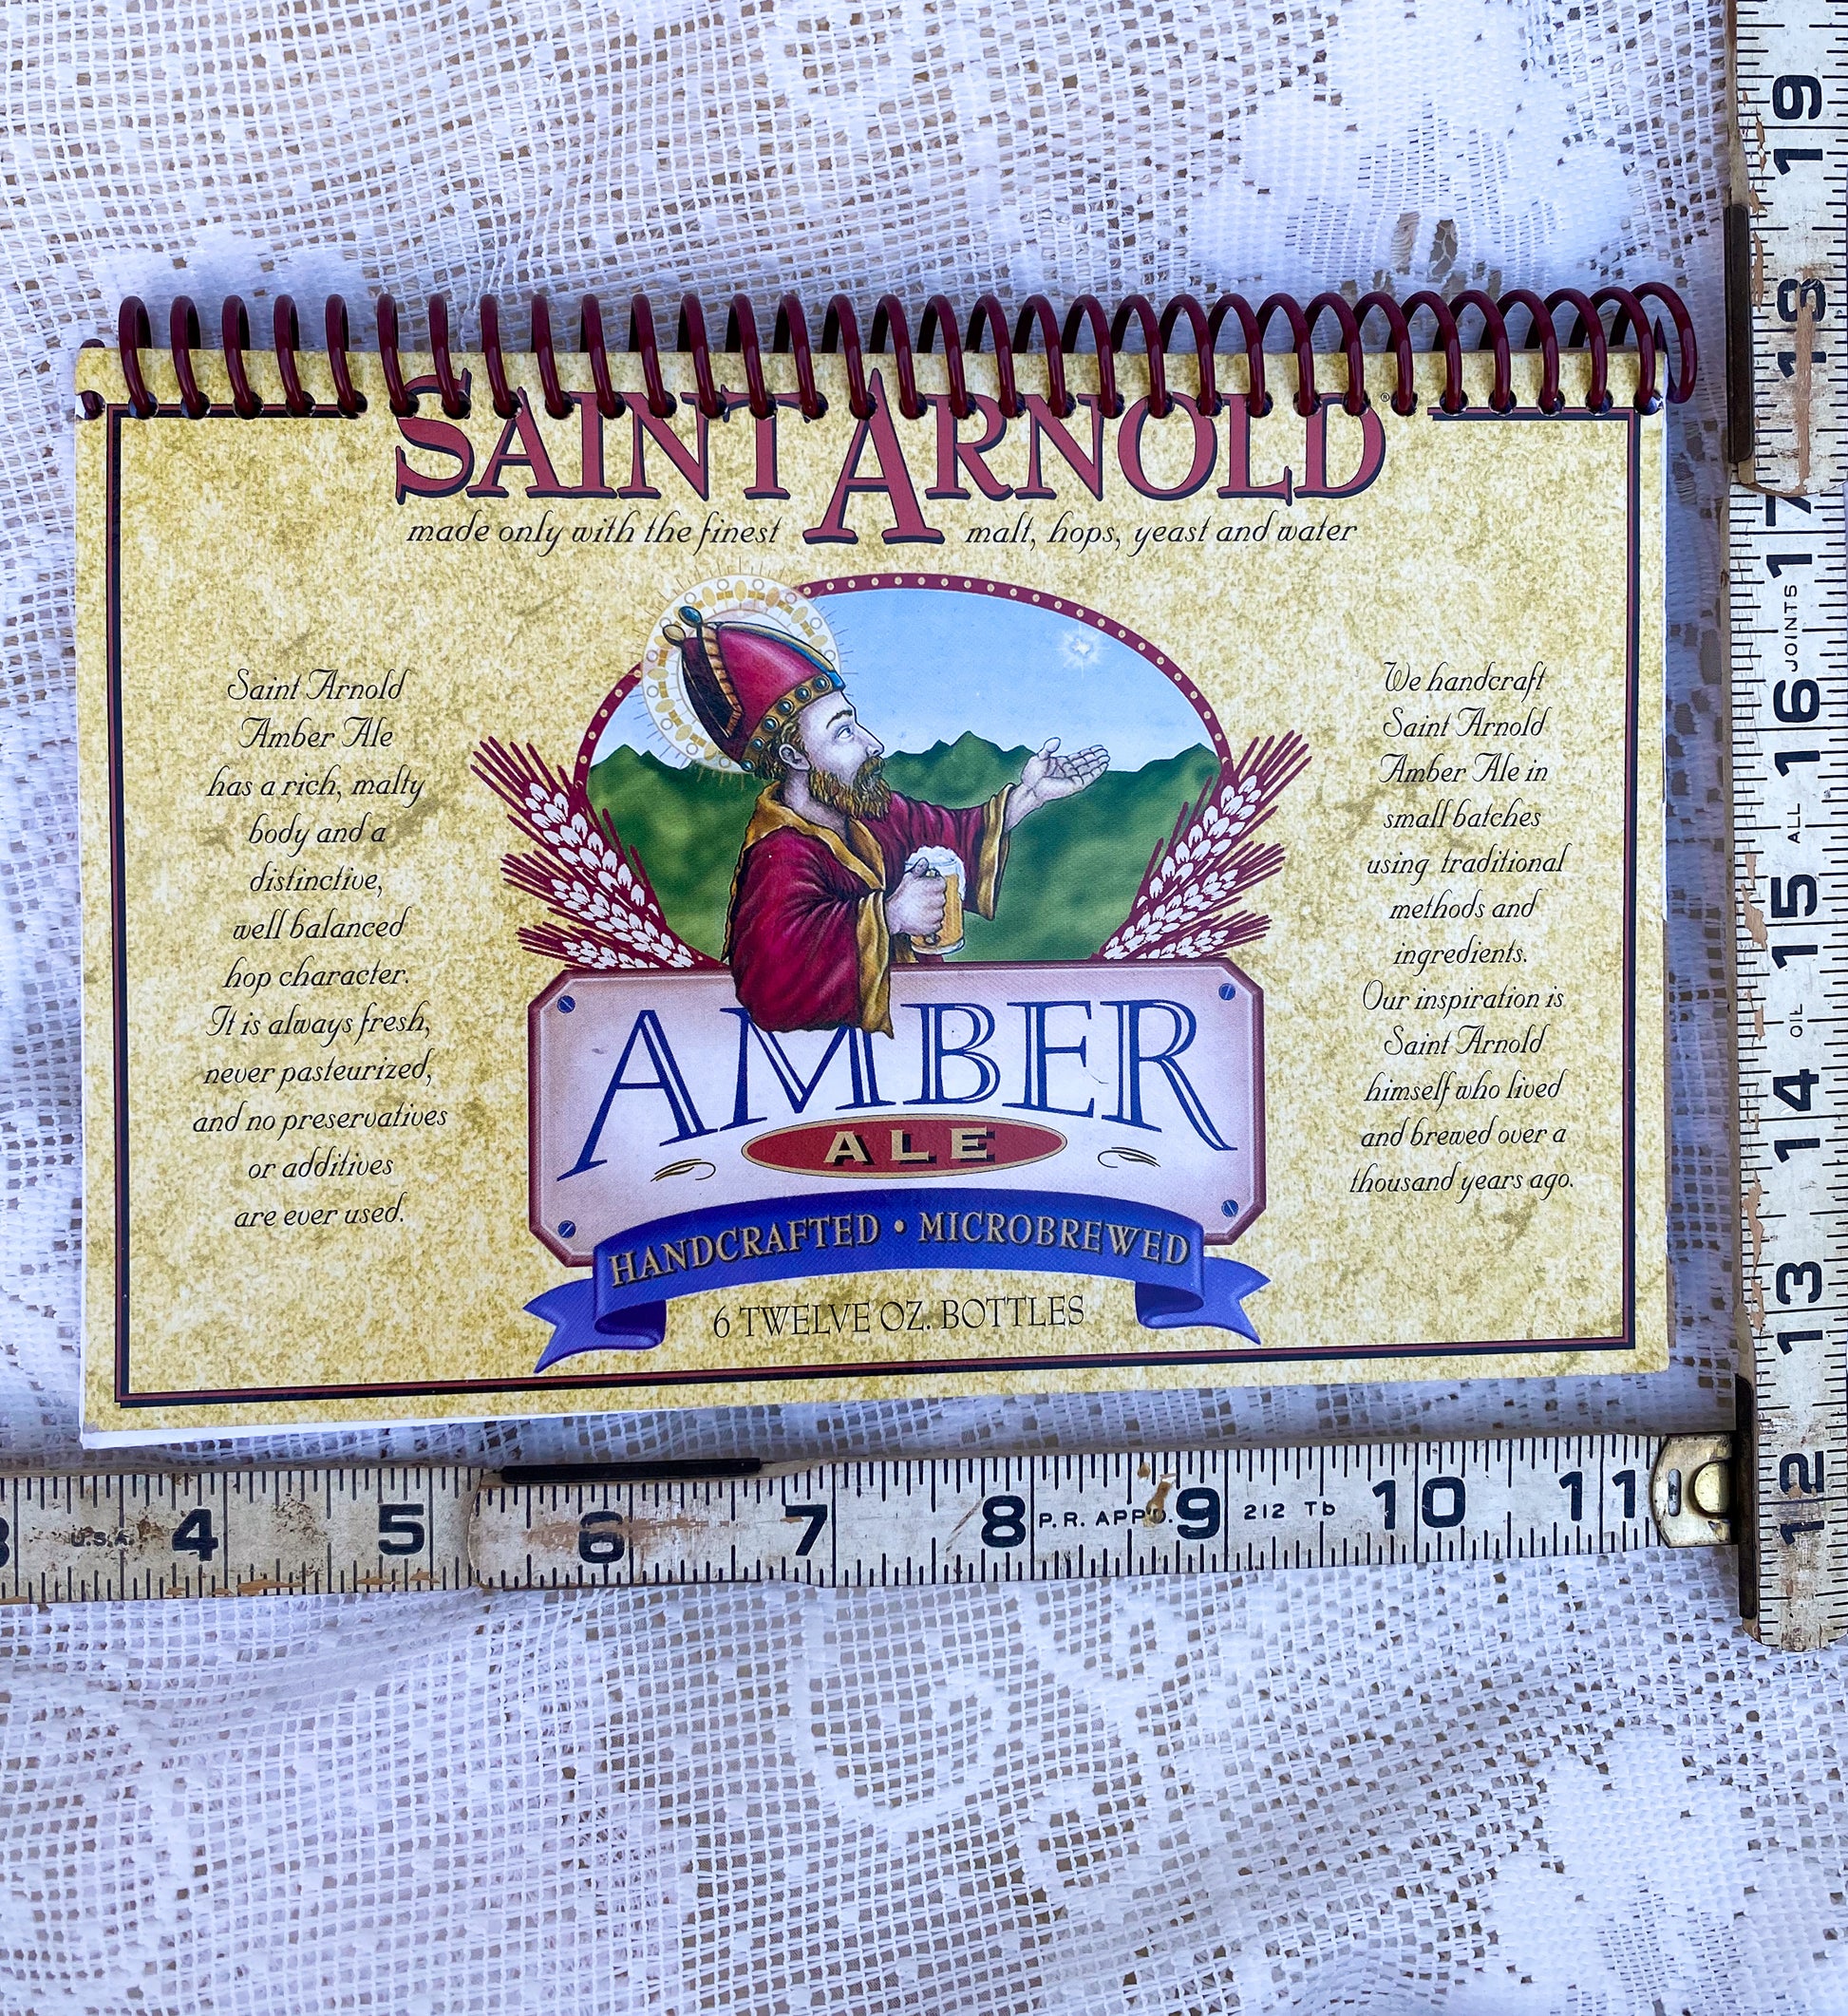 SAINT ARNOLD®
made only with the finest malt, hops, yeast and water
Saint Arnold
Amber Ale
has a rich, malty
body and a
distinctive,
well balanced
hop character.
It is always fresh,
never pasteurized,
and no preservatives
or additives
are ever used.
We handcraft
Saint Arnold
Amber Ale in
small batches
using traditional
methods and
ingredients.
Our inspiration is
Saint Arnold
himself who lived
and brewed over a
thousand years ago.
AMBER
ALE
HANDCRAFTED • MICROBREWED
6 TWELVE OZ. BOTTLES
3 U.S.A. 4 5 6 7 8 P.R. APPD. 9 212 Tb 10 11
12 13 14 OIL 15 ALL 16 JOINTS 17 18 19